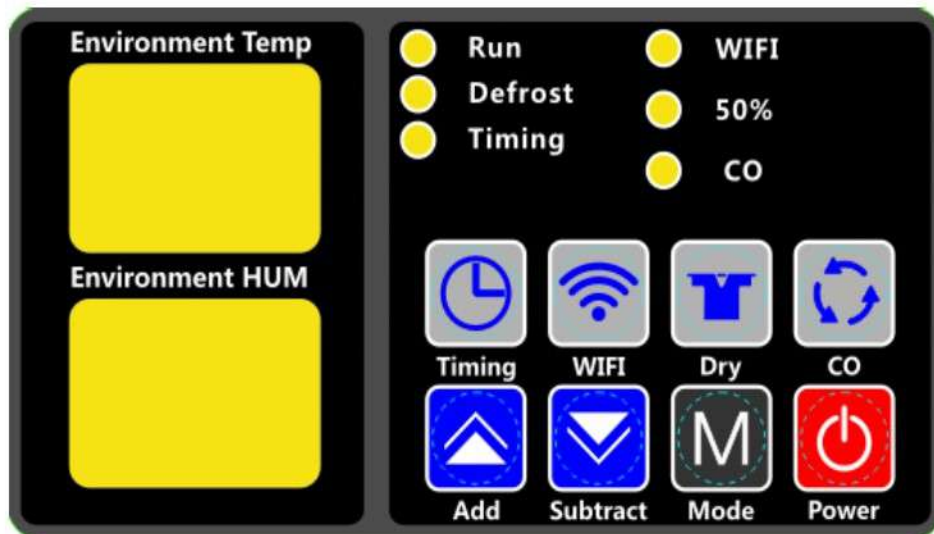 Environment Temp
Environment HUM
Run
Defrost
Timing
WIFI
50%
CO
Timing WIFI Dry CO
M
Add Subtract Mode Power